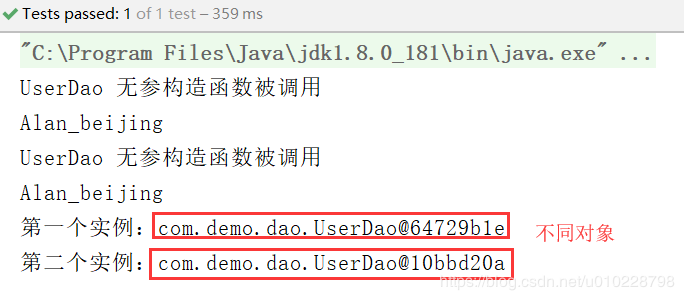 Tests passed: 1 of 1 test – 359 ms
"C:\Program Files\Java\jdk1.8.0_181\bin\java.exe" ...
UserDao 无参构造函数被调用
Alan_beijing
UserDao 无参构造函数被调用
Alan_beijing
第一个实例：com.demo.dao.UserDao@64729b1e
不同对象
第二个实例：com.demo.dao.UserDao@10bbd20a
https://blog.csdn.net/u010228798